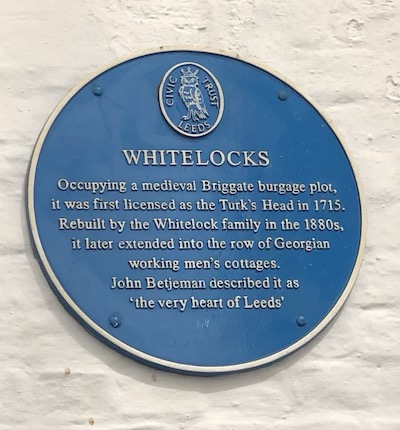 CIVIC TRUST
LEEDS
WHITELOCKS
Occupying a medieval Briggate burgage plot,
it was first licensed as the Turk's Head in 1715.
Rebuilt by the Whitelock family in the 1880s,
it later extended into the row of Georgian
working men's cottages.
John Betjeman described it as
'the very heart of Leeds'